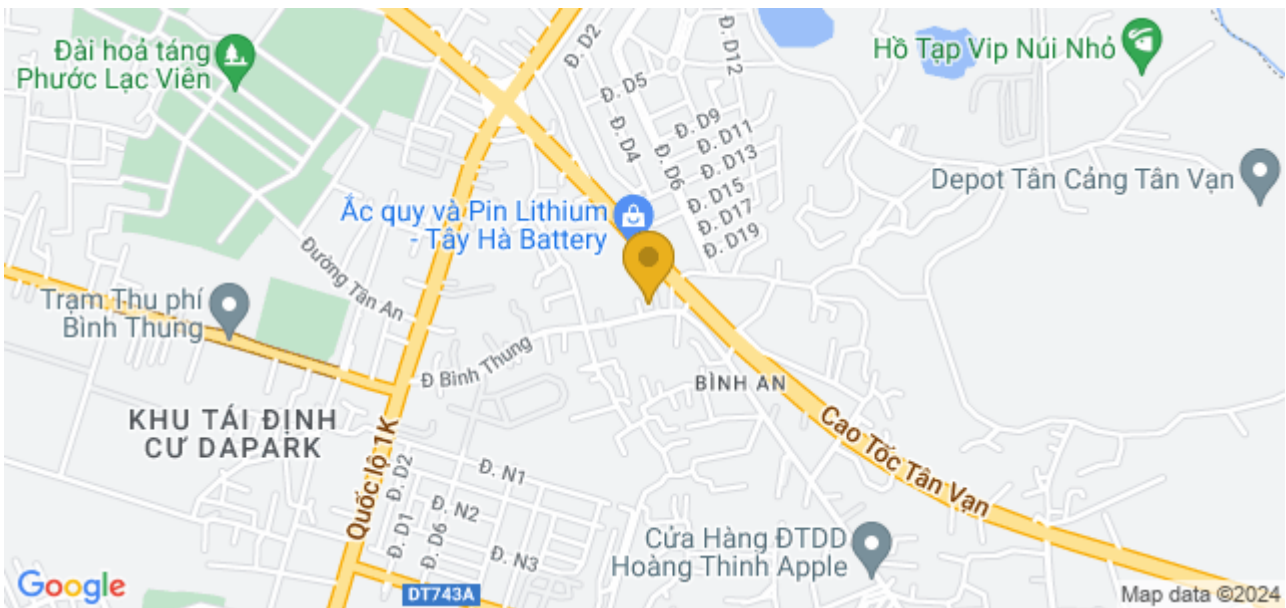 Đài hoả táng
Phước Lạc Viên
Đ. D2
Đ. D12
Hồ Tạp Vip Núi Nhỏ
Đ. D5
Đ. D9
Đ. D11
Đ. D4
Đ. D13
Đ. D6
Depot Tân Cảng Tân Vạn
Đ. D15
Ắc quy và Pin Lithium
- Tây Hà Battery
Đ. D17
Đ. D19
Đường Tân An
Trạm Thu phí
Bình Thung
Đ Bình Thung
BÌNH AN
KHU TÁI ĐỊNH
CƯ DAPARK
Cao Tốc Tân Vạn
Quốc lộ 1K
Đ. D2
Đ. N1
Đ. N2
Đ. D1
Đ. D6
Đ. N3
Cửa Hàng ĐTDD
Hoàng Thinh Apple
Google
DT743A
Map data ©2024